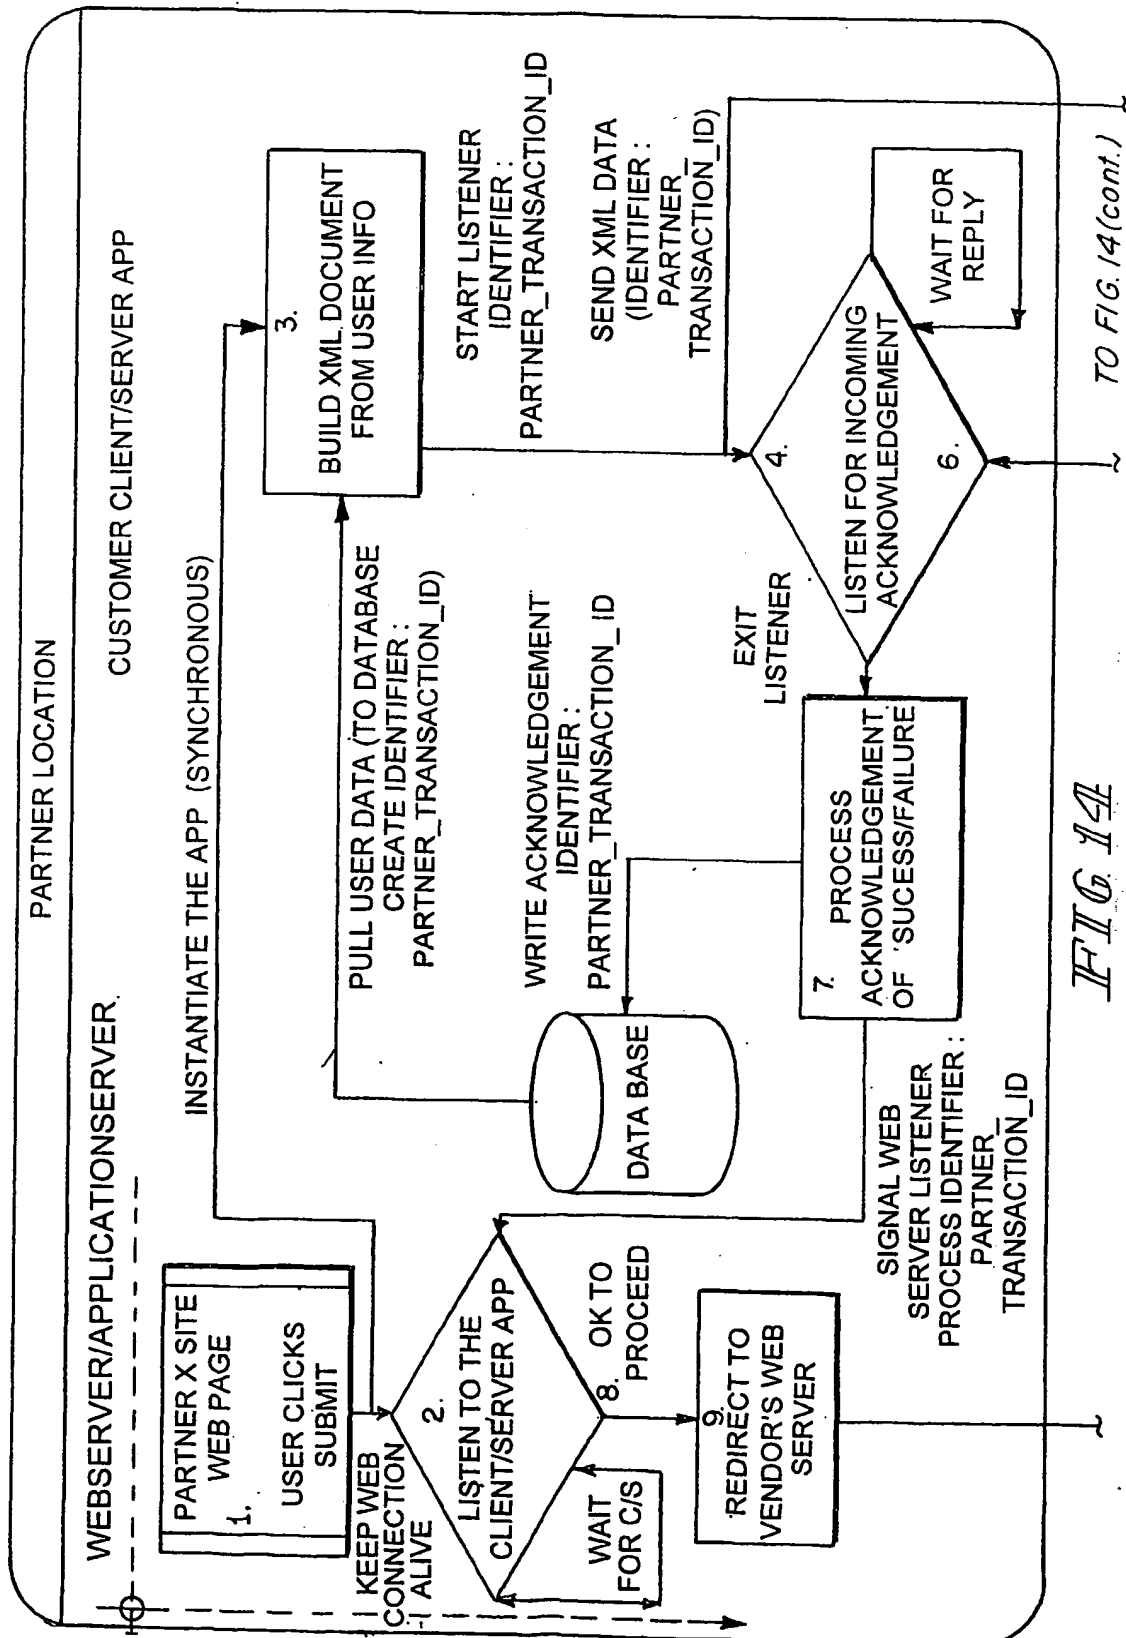 PARTNER LOCATION
WEBSERVER/APPLICATIONSERVER
CUSTOMER CLIENT/SERVER APP
INSTANTIATE THE APP (SYNCHRONOUS)
PARTNER X SITE
WEB PAGE
1.
USER CLICKS
SUBMIT
KEEP WEB
CONNECTION
ALIVE
2.
LISTEN TO THE
CLIENT/SERVER APP
WAIT
FOR C/S
8. OK TO
PROCEED
9.
REDIRECT TO
VENDOR'S WEB
SERVER
PULL USER DATA (TO DATABASE
CREATE IDENTIFIER:
PARTNER_TRANSACTION_ID)
3.
BUILD XML DOCUMENT
FROM USER INFO
START LISTENER
IDENTIFIER:
PARTNER_TRANSACTION_ID
SEND XML DATA
(IDENTIFIER:
PARTNER_
TRANSACTION_ID)
DATA BASE
WRITE ACKNOWLEDGEMENT
IDENTIFIER:
PARTNER_TRANSACTION_ID
EXIT
LISTENER
4.
LISTEN FOR INCOMING
ACKNOWLEDGEMENT
6.
WAIT FOR
REPLY
7. PROCESS
ACKNOWLEDGEMENT
OF 'SUCESS/FAILURE
SIGNAL WEB
SERVER LISTENER
PROCESS IDENTIFIER:
PARTNER_
TRANSACTION_ID
TO FIG. 14(cont.)
FIG. 14